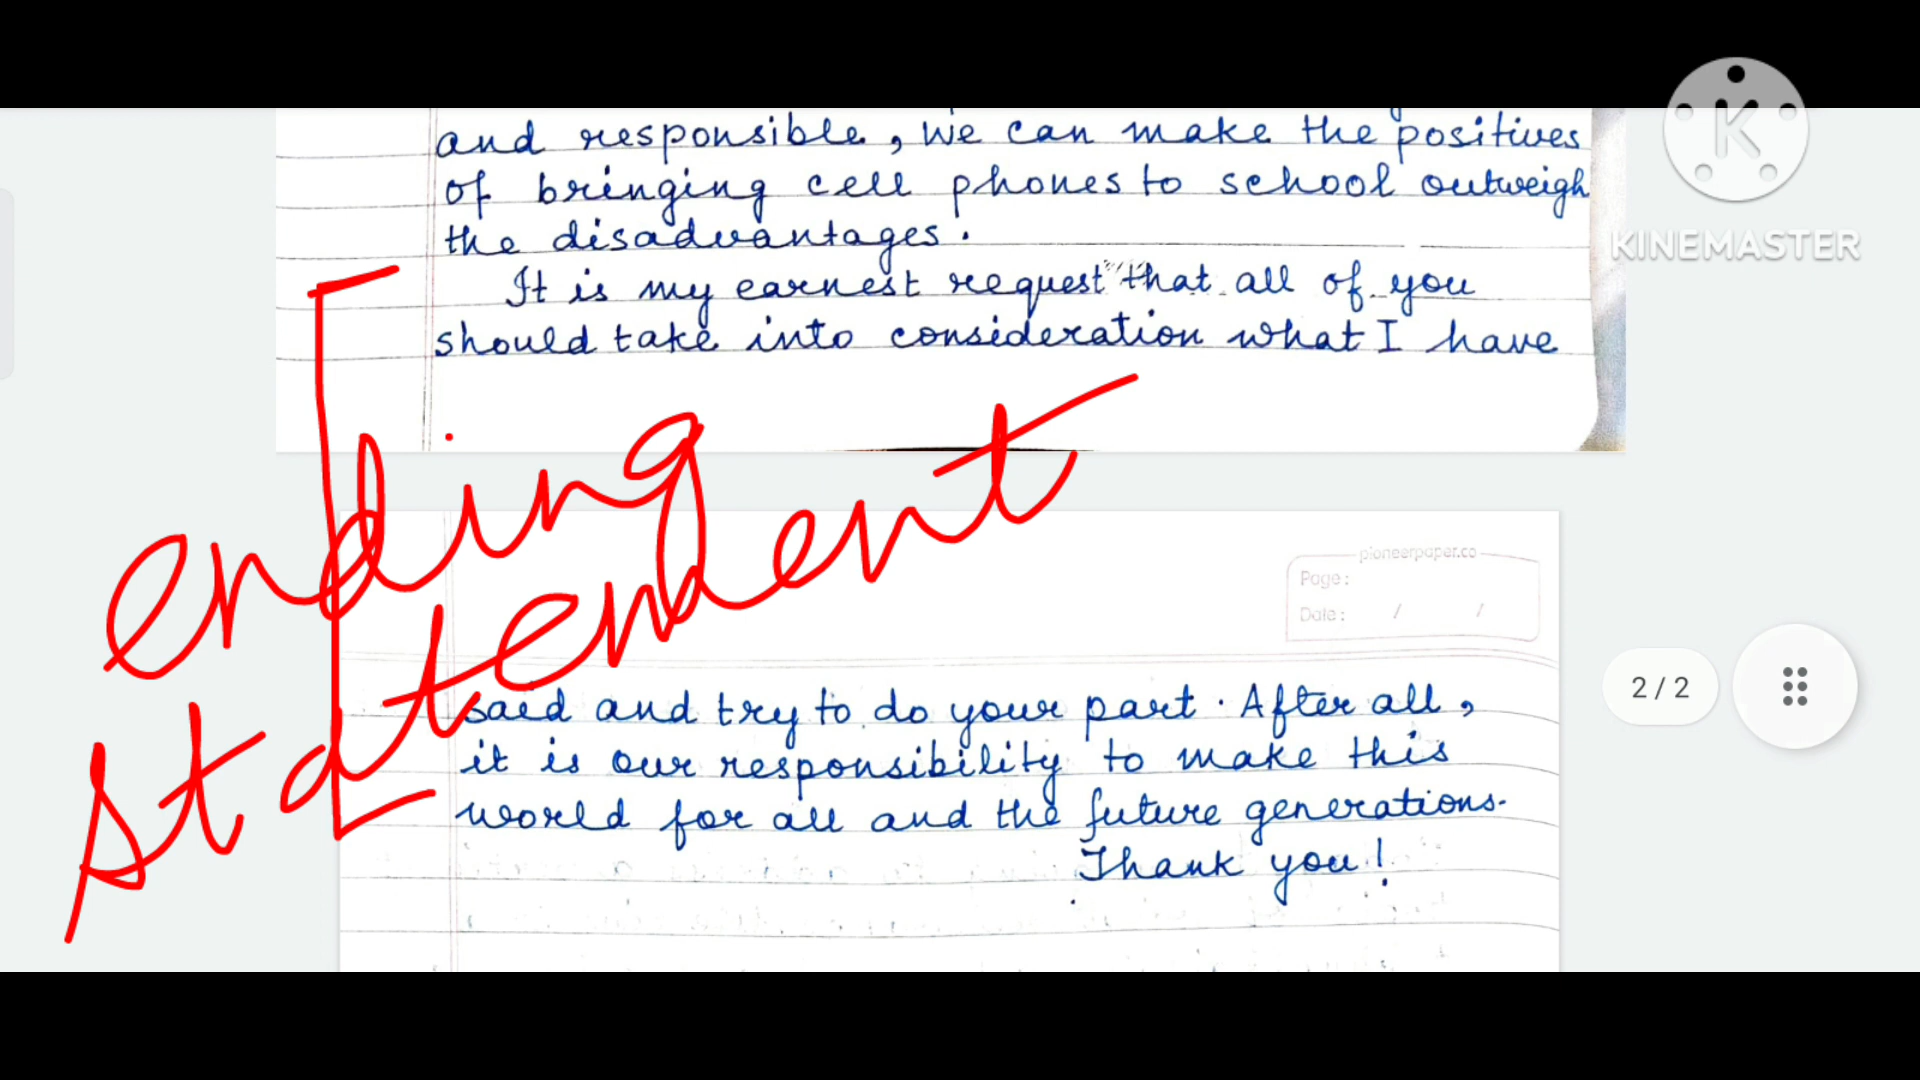 and responsible, we can make the positives
of bringing cell phones to school outweigh
the disadvantages.
It is my earnest request that all of you
should take into consideration what I have
ending
statement
pioneerpaper.co
Page:
Date: / /
said and try to do your part. After all,
it is our responsibility to make this
world for all and the future generations.
Thank you!
2/2
K
KINEMASTER